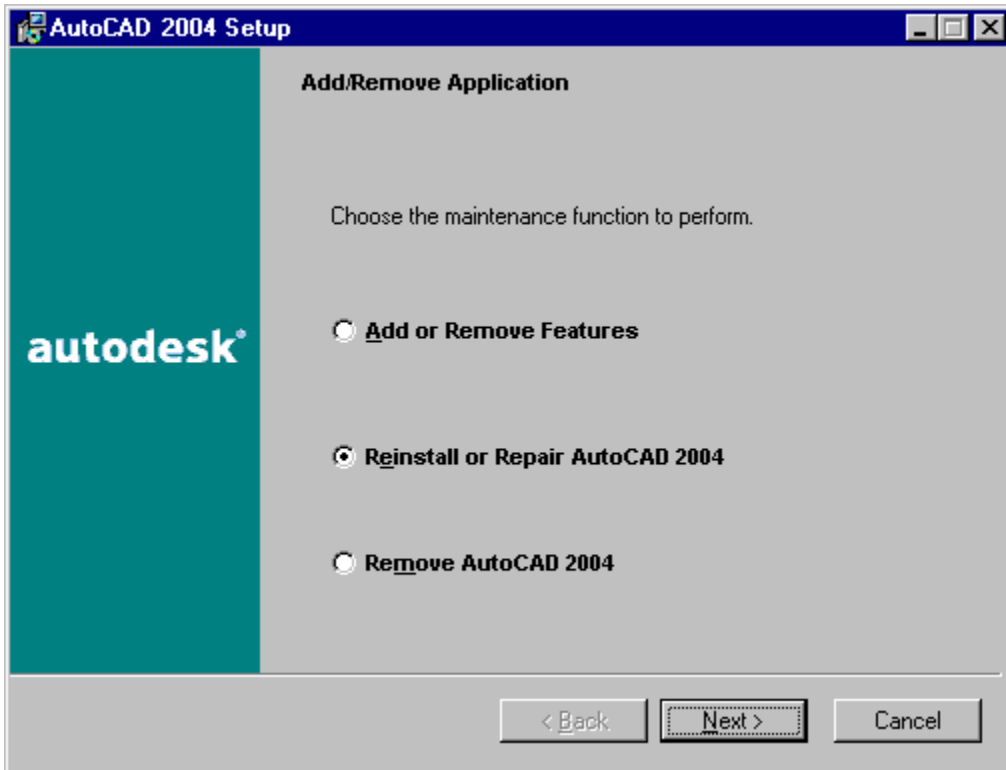 AutoCAD 2004 Setup
Add/Remove Application
Choose the maintenance function to perform.
Add or Remove Features
autodesk®
Reinstall or Repair AutoCAD 2004
Remove AutoCAD 2004
< Back
Next >
Cancel